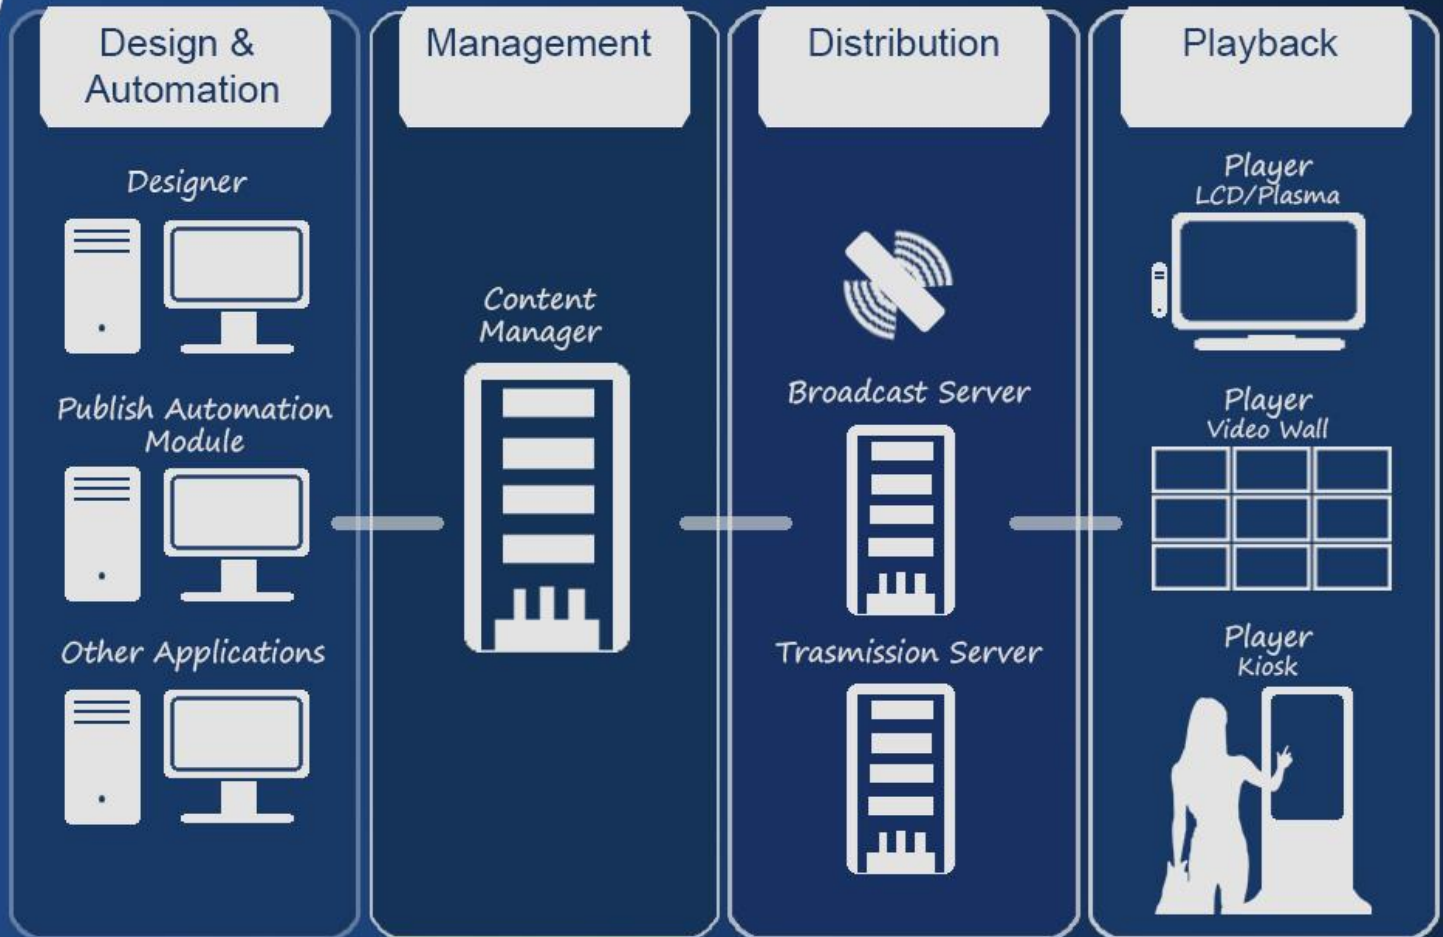 Design &
Automation
Designer
Publish Automation
Module
Other Applications
Management
Content
Manager
Distribution
Broadcast Server
Trasmission Server
Playback
Player
LCD/Plasma
Player
Video Wall
Player
Kiosk